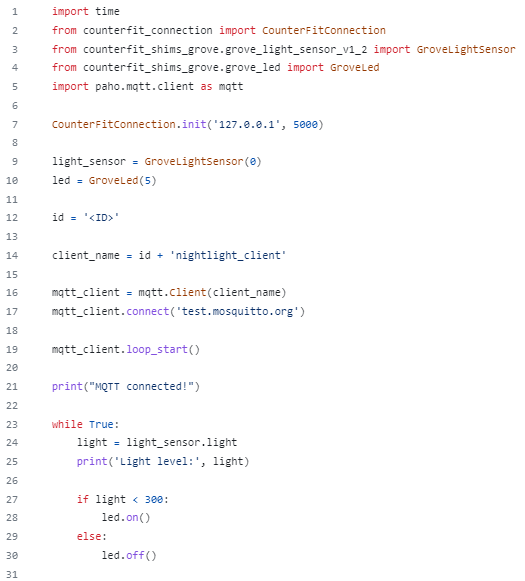 1 import time
2 from counterfit_connection import CounterFitConnection
3 from counterfit_shims_grove.grove_light_sensor_v1_2 import GroveLightSensor
4 from counterfit_shims_grove.grove_led import GroveLed
5 import paho.mqtt.client as mqtt
6
7 CounterFitConnection.init('127.0.0.1', 5000)
8
9 light_sensor = GroveLightSensor(0)
10 led = GroveLed(5)
11
12 id = '<ID>'
13
14 client_name = id + 'nightlight_client'
15
16 mqtt_client = mqtt.Client(client_name)
17 mqtt_client.connect('test.mosquitto.org')
18
19 mqtt_client.loop_start()
20
21 print("MQTT connected!")
22
23 while True:
24     light = light_sensor.light
25     print('Light level:', light)
26
27     if light < 300:
28         led.on()
29     else:
30         led.off()
31